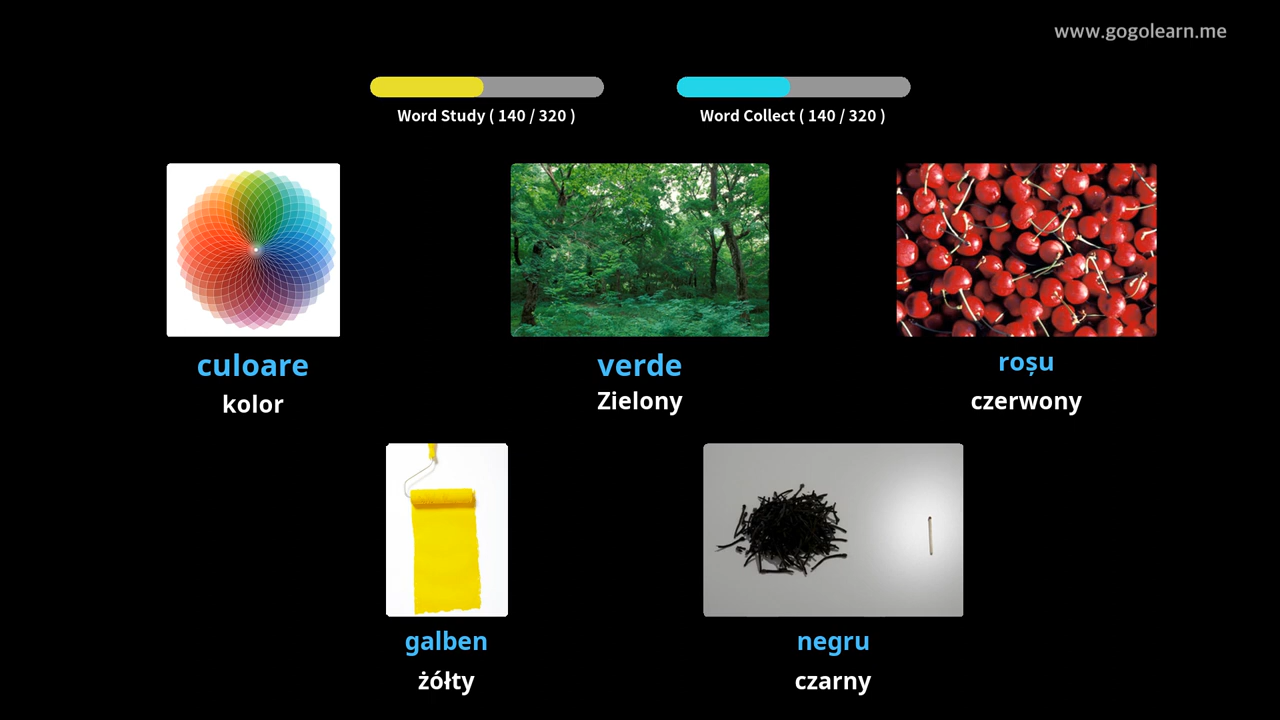 www.gogolearn.me
Word Study ( 140 / 320 )
Word Collect ( 140 / 320 )
culoare
kolor
verde
Zielony
roșu
czerwony
galben
żółty
negru
czarny